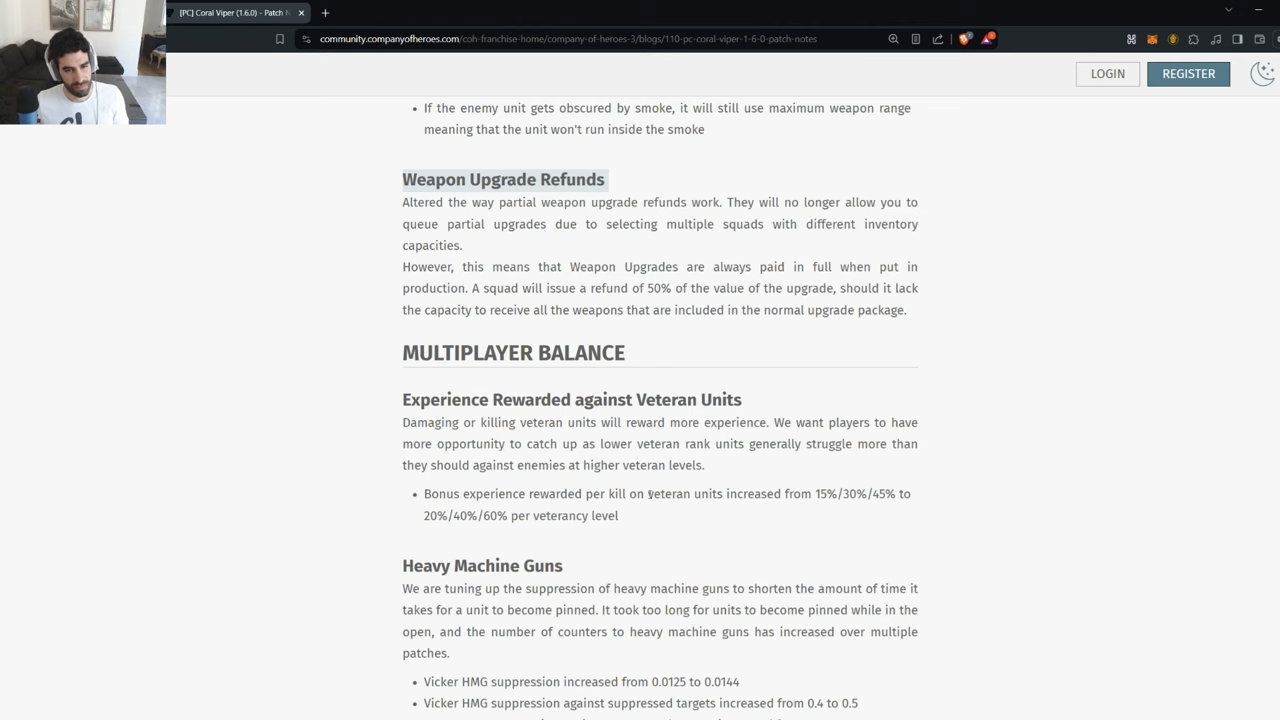 [PC] Coral Viper (1.6.0) - Patch N
community.companyofheroes.com/coh-franchise-home/company-of-heroes-3/blogs/110-pc-coral-viper-1-6-0-patch-notes
LOGIN
REGISTER
If the enemy unit gets obscured by smoke, it will still use maximum weapon range
meaning that the unit won't run inside the smoke
Weapon Upgrade Refunds
Altered the way partial weapon upgrade refunds work. They will no longer allow you to
queue partial upgrades due to selecting multiple squads with different inventory
capacities.
However, this means that Weapon Upgrades are always paid in full when put in
production. A squad will issue a refund of 50% of the value of the upgrade, should it lack
the capacity to receive all the weapons that are included in the normal upgrade package.
MULTIPLAYER BALANCE
Experience Rewarded against Veteran Units
Damaging or killing veteran units will reward more experience. We want players to have
more opportunity to catch up as lower veteran rank units generally struggle more than
they should against enemies at higher veteran levels.
Bonus experience rewarded per kill on veteran units increased from 15%/30%/45% to
20%/40%/60% per veterancy level
Heavy Machine Guns
We are tuning up the suppression of heavy machine guns to shorten the amount of time it
takes for a unit to become pinned. It took too long for units to become pinned while in the
open, and the number of counters to heavy machine guns has increased over multiple
patches.
Vicker HMG suppression increased from 0.0125 to 0.0144
Vicker HMG suppression against suppressed targets increased from 0.4 to 0.5